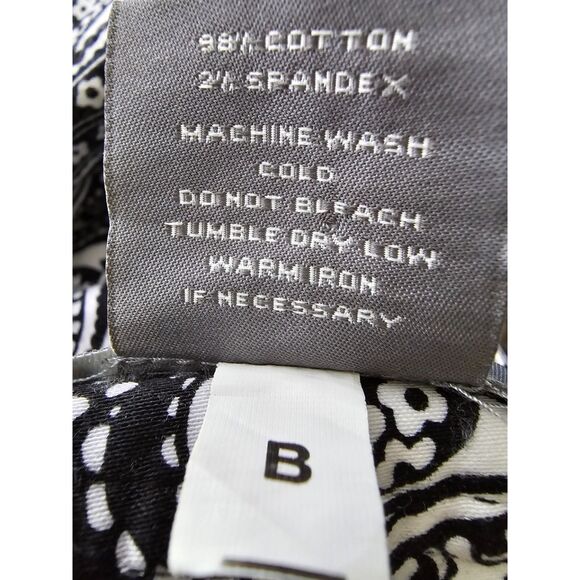 98% COTTON
2% SPANDEX
MACHINE WASH
COLD
DO NOT BLEACH
TUMBLE DRY LOW
WARM IRON
IF NECESSARY
B